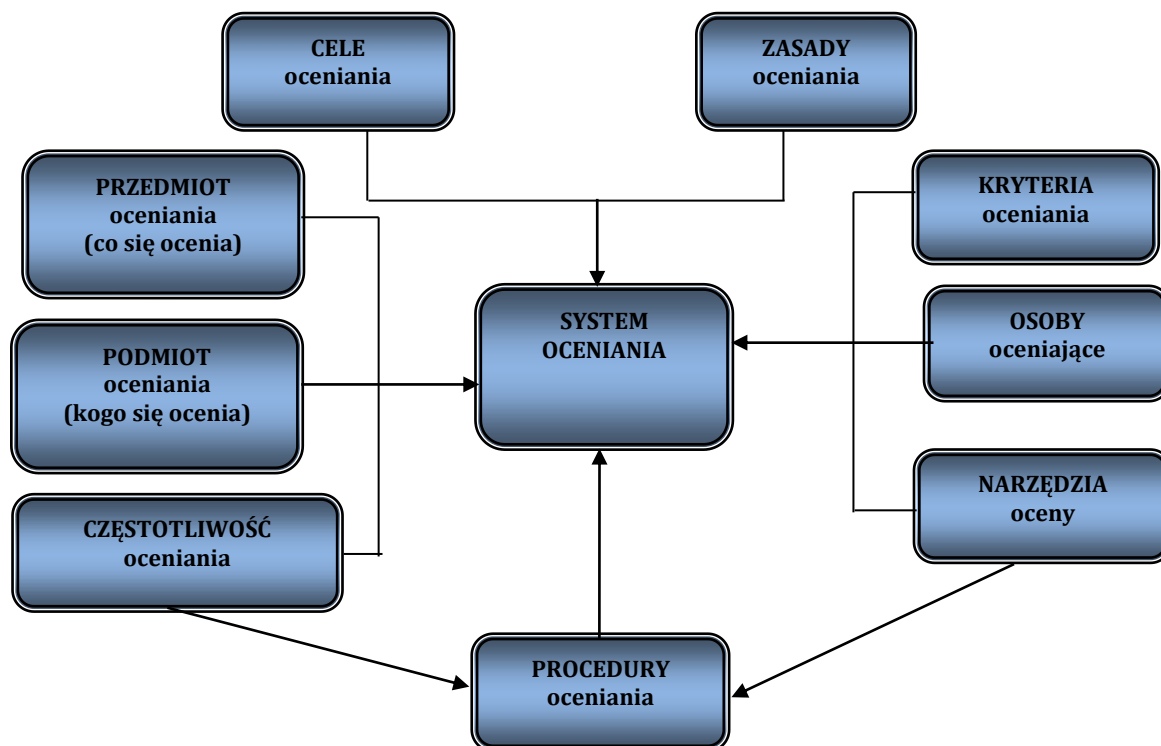 CELE
oceniania
ZASADY
oceniania
PRZEDMIOT
oceniania
(co się ocenia)
KRYTERIA
oceniania
SYSTEM
OCENIANIA
OSOBY
oceniające
PODMIOT
oceniania
(kogo się ocenia)
NARZĘDZIA
oceny
CZĘSTOTLIWOŚĆ
oceniania
PROCEDURY
oceniania